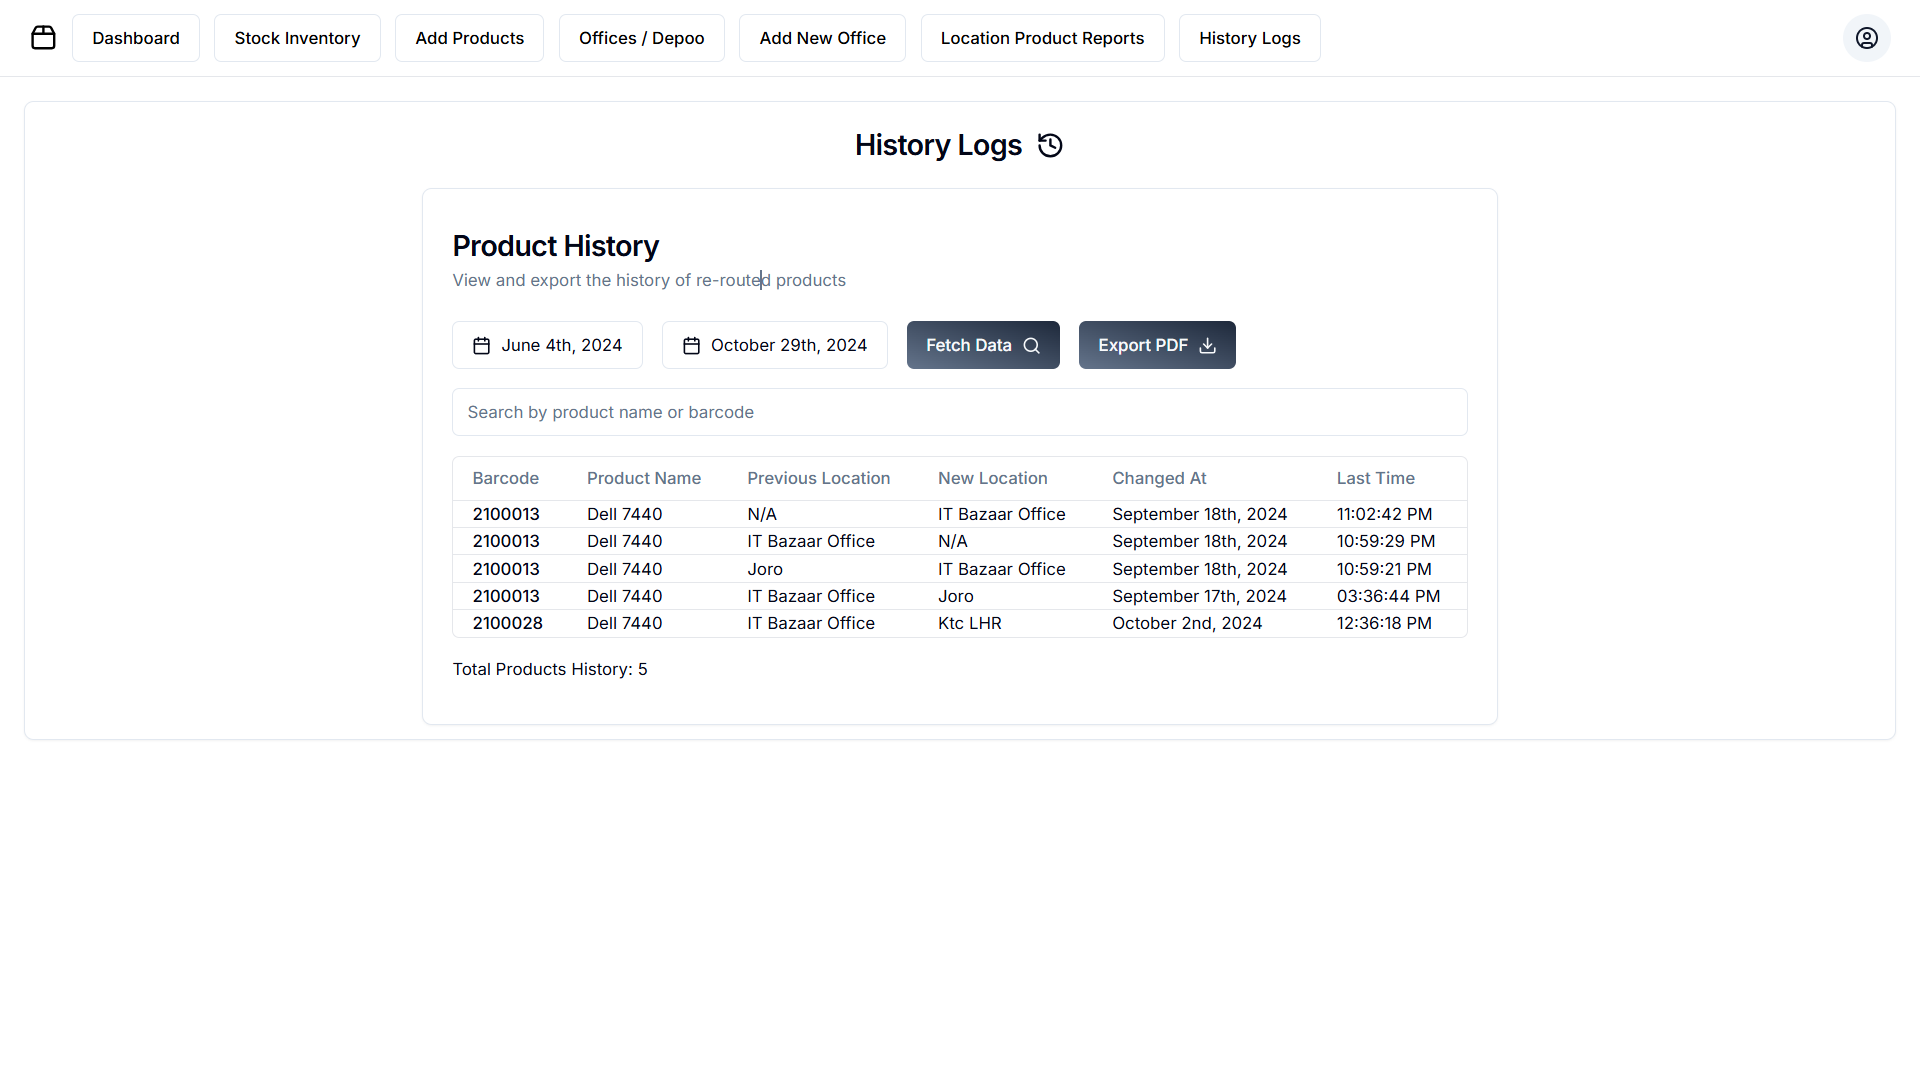 Dashboard Stock Inventory Add Products Offices / Depoo Add New Office Location Product Reports History Logs
History Logs
Product History
View and export the history of re-routed products
June 4th, 2024 October 29th, 2024 Fetch Data Export PDF
Search by product name or barcode
Barcode Product Name Previous Location New Location Changed At Last Time
2100013 Dell 7440 N/A IT Bazaar Office September 18th, 2024 11:02:42 PM
2100013 Dell 7440 IT Bazaar Office N/A September 18th, 2024 10:59:29 PM
2100013 Dell 7440 Joro IT Bazaar Office September 18th, 2024 10:59:21 PM
2100013 Dell 7440 IT Bazaar Office Joro September 17th, 2024 03:36:44 PM
2100028 Dell 7440 IT Bazaar Office Ktc LHR October 2nd, 2024 12:36:18 PM
Total Products History: 5